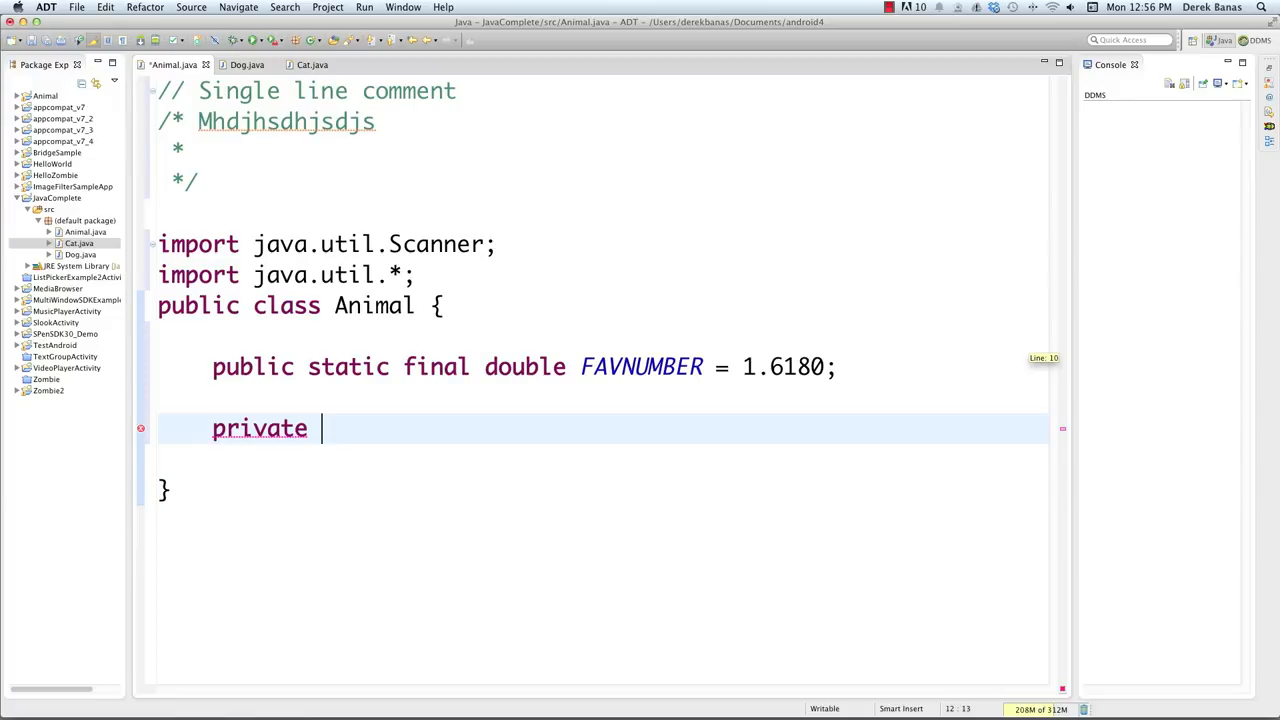 ADT File Edit Refactor Source Navigate Search Project Run Window Help
10 Mon 12:56 Derek Banas
Java - JavaComplete/src/Animal.java - ADT - /Users/derekbanas/Documents/android4
Quick Access
Java
DDMS
Package Exp
*Animal.java
Dog.java
Cat.java
Console
DDMS
Animal
appcompat_v7
appcompat_v7_2
appcompat_v7_3
appcompat_v7_4
BridgeSample
HelloWorld
HelloZombie
ImageFilterSampleApp
JavaComplete
src
(default package)
Animal.java
Cat.java
Dog.java
JRE System Library [Ja
ListPickerExample2Activi
MediaBrowser
MultiWindowSDKExample
MusicPlayerActivity
SlookActivity
SPenSDK30_Demo
TestAndroid
TextGroupActivity
VideoPlayerActivity
Zombie
Zombie2
// Single line comment
/* Mhdjhsdhjsdjs
*
*/
import java.util.Scanner;
import java.util.*;
public class Animal {
public static final double FAVNUMBER = 1.6180;
Line: 10
private
}
Writable
Smart Insert
12 : 13
208M of 312M